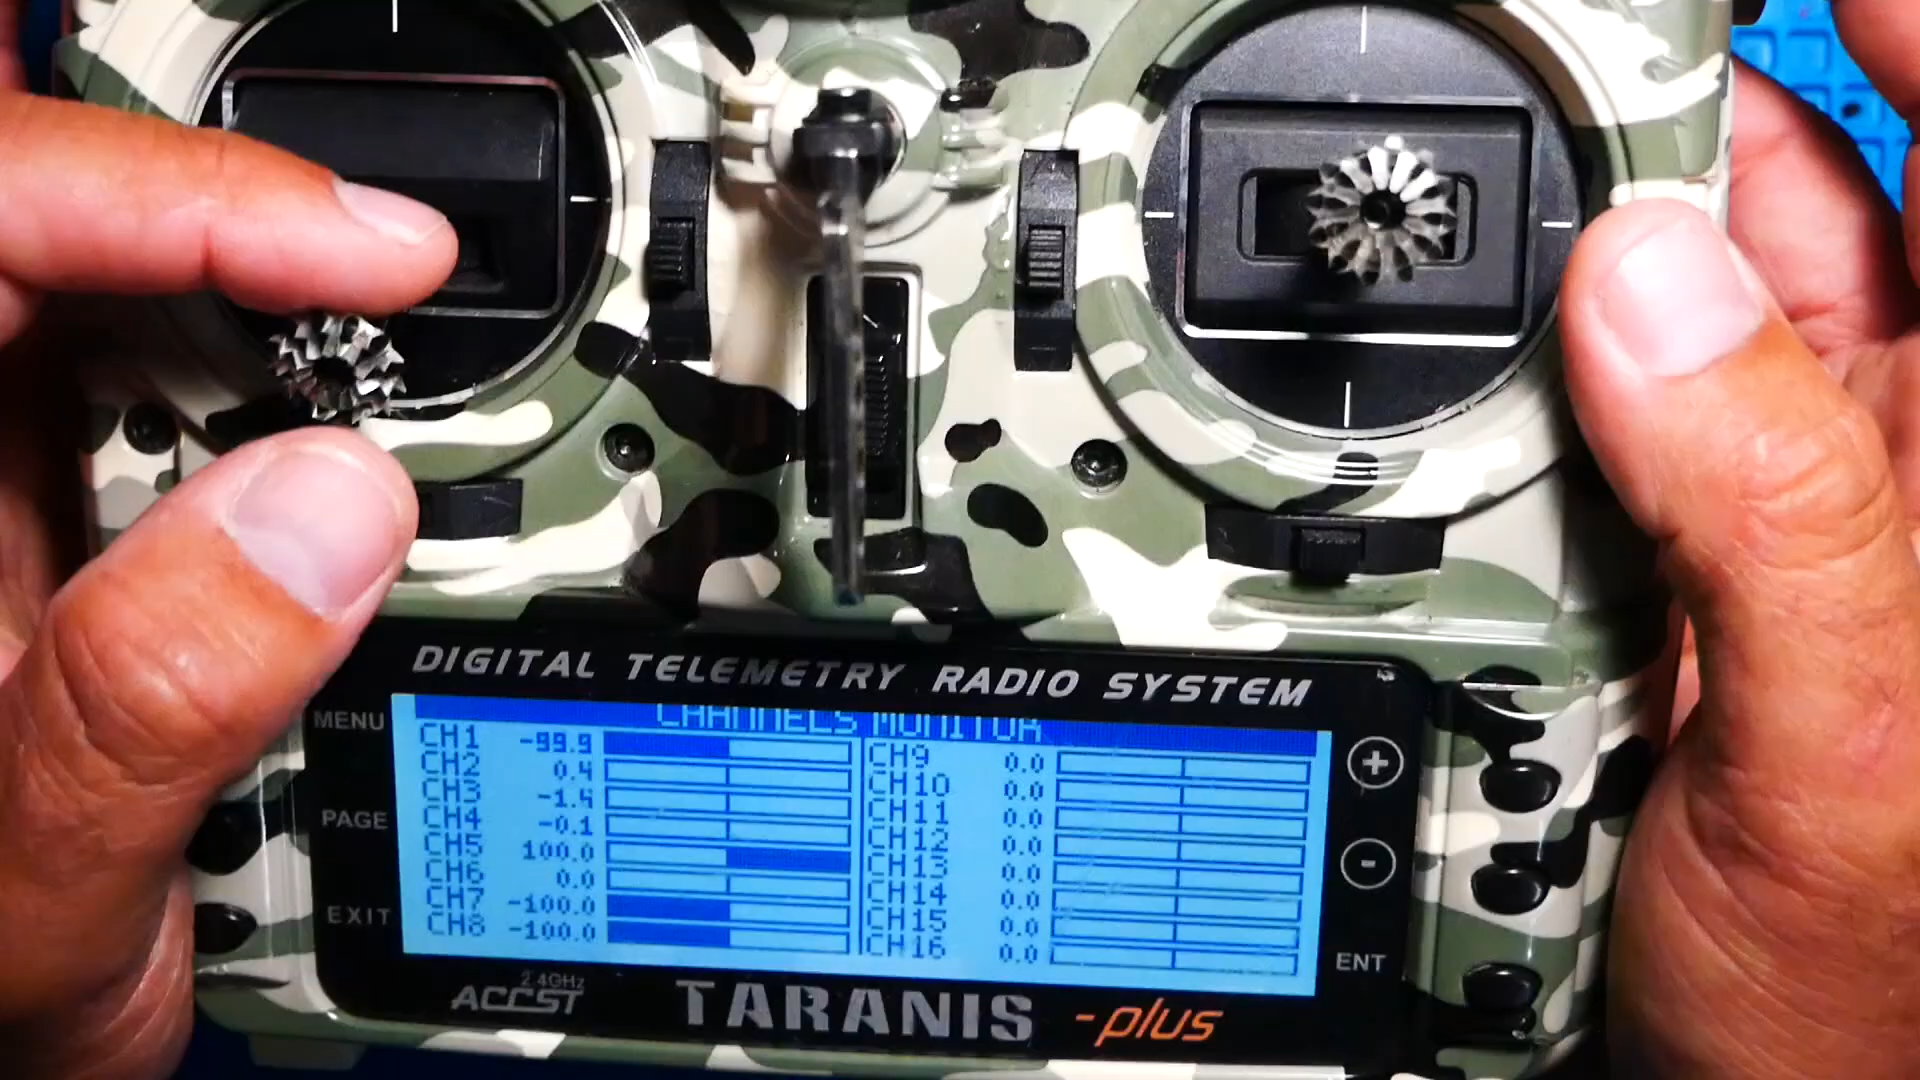 DIGITAL TELEMETRY RADIO SYSTEM
MENU
PAGE
EXIT
CHANNELS MONITOR
CH1 -99.9
CH2 0.4
CH3 -1.4
CH4 -0.1
CH5 100.0
CH6 0.0
CH7 -100.0
CH8 -100.0
CH9 0.0
CH10 0.0
CH11 0.0
CH12 0.0
CH13 0.0
CH14 0.0
CH15 0.0
CH16 0.0
+
-
ENT
2.4GHz
ACCST
TARANIS -plus